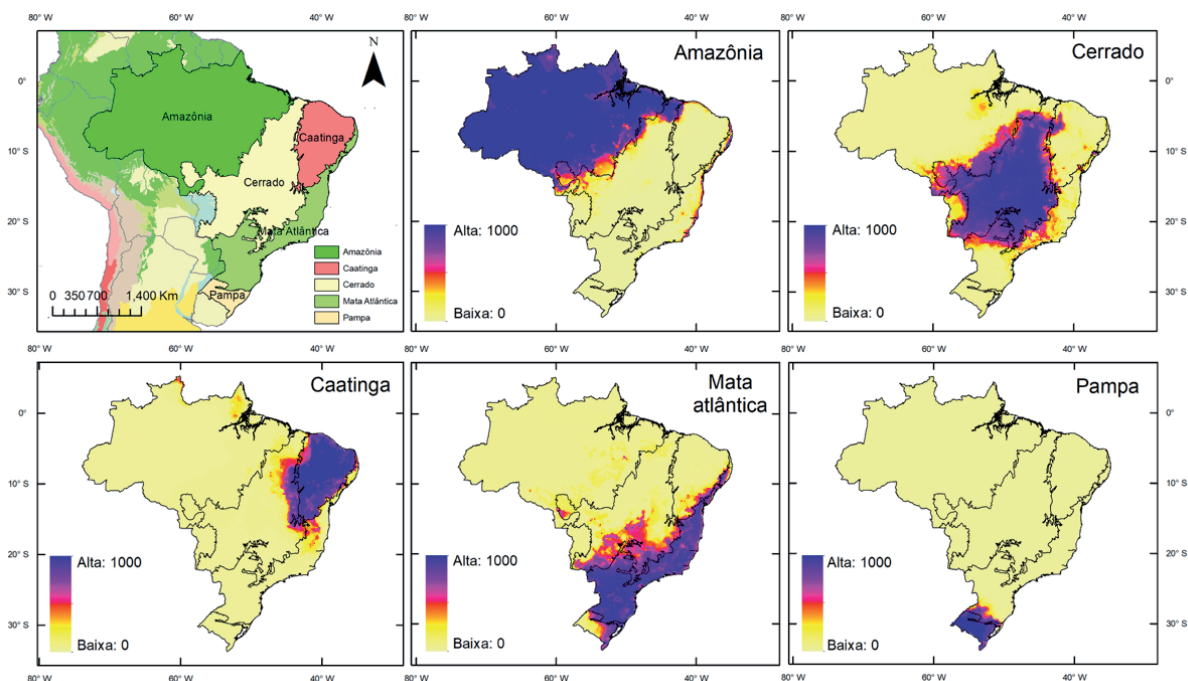 80° W 60° W 40° W 80° W 60° W 40° W 80° W 60° W 40° W
N
0°
10° S
20° S
30° S
Amazônia
Caatinga
Cerrado
Mata Atlântica
Pampa
Amazônia
Caatinga
Cerrado
Mata Atlântica
Pampa
0 350 700 1,400 Km
Amazônia
Alta: 1000
Baixa: 0
Cerrado
Alta: 1000
Baixa: 0
0°
10° S
20° S
30° S
80° W 60° W 40° W 80° W 60° W 40° W 80° W 60° W 40° W
0°
10° S
20° S
30° S
Caatinga
Alta: 1000
Baixa: 0
Mata
atlântica
Alta: 1000
Baixa: 0
Pampa
Alta: 1000
Baixa: 0
0°
10° S
20° S
30° S
80° W 60° W 40° W 80° W 60° W 40° W 80° W 60° W 40° W